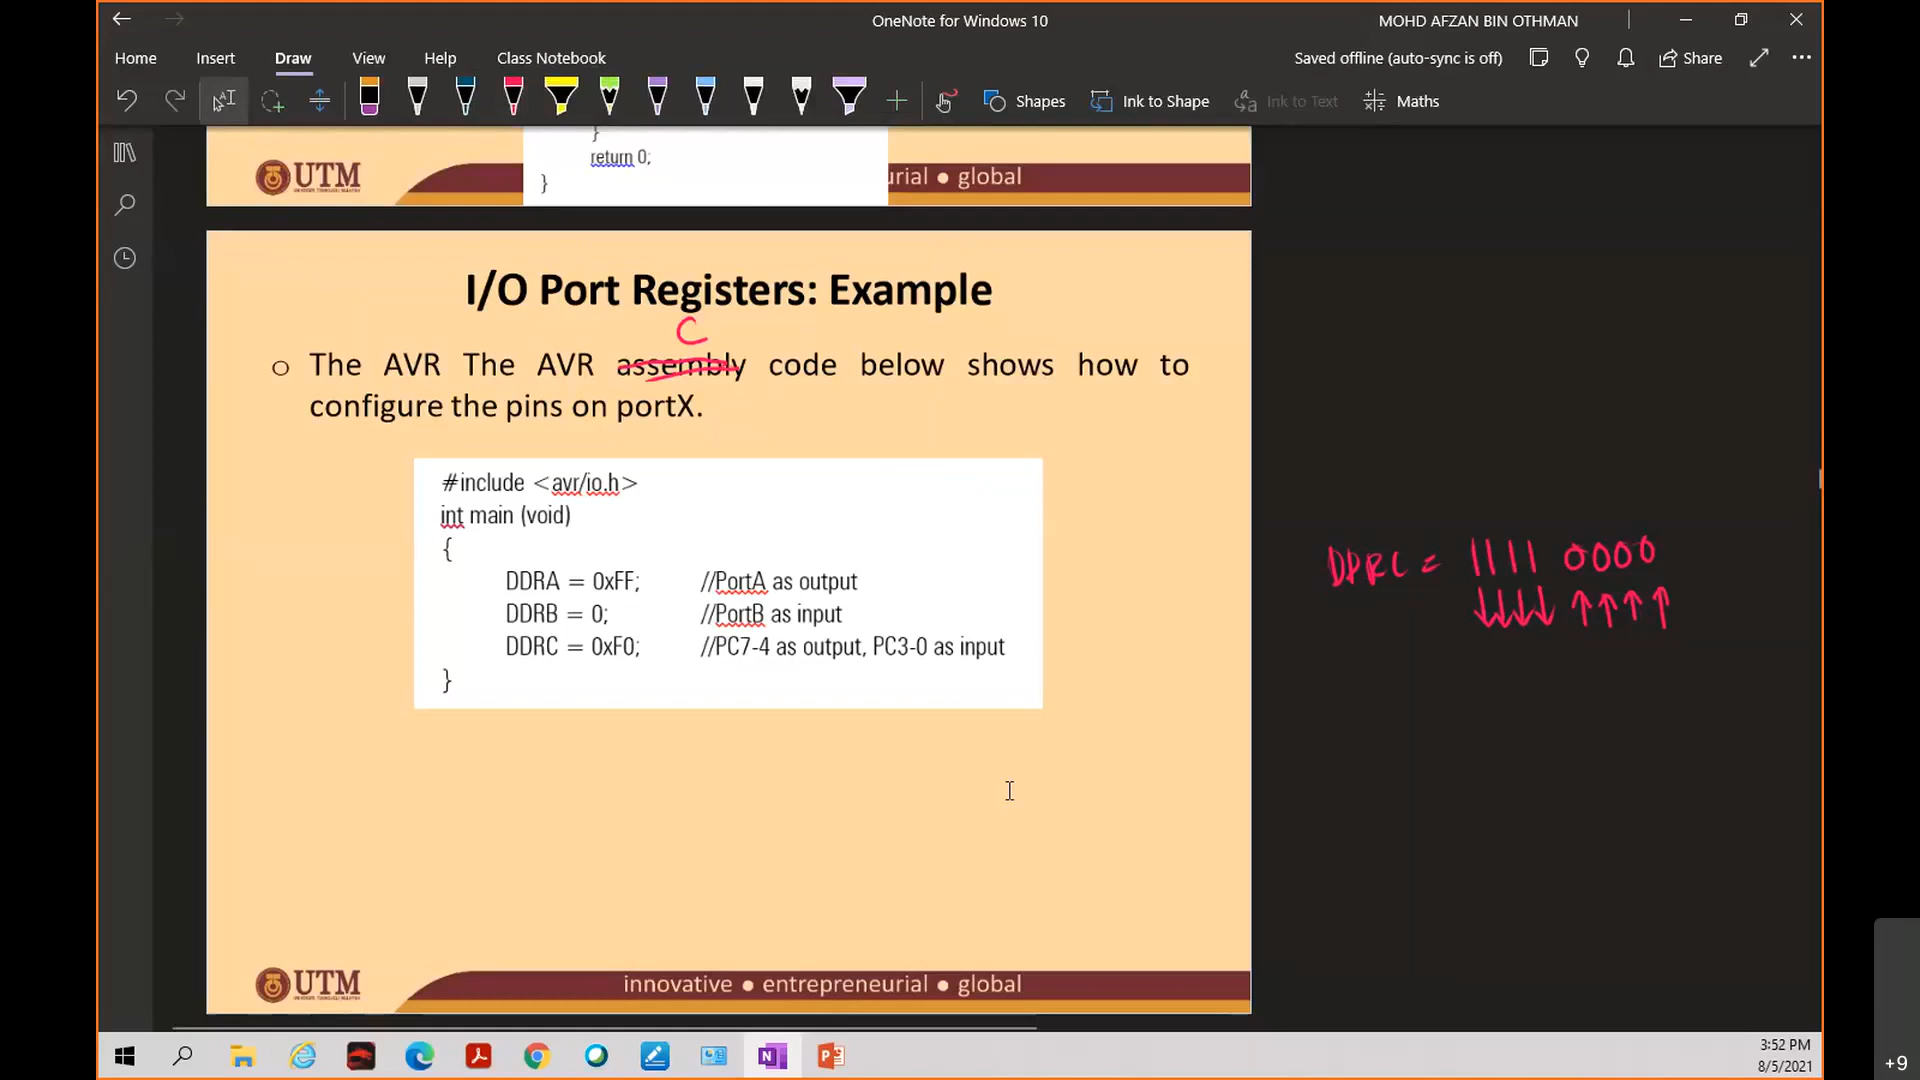 OneNote for Windows 10
MOHD AFZAN BIN OTHMAN
Home Insert Draw View Help Class Notebook
Saved offline (auto-sync is off) Share
Shapes Ink to Shape Ink to Text Maths
}
return 0;
}
UTM
urial ● global
I/O Port Registers: Example
C
○ The AVR The AVR assembly code below shows how to
configure the pins on portX.
#include <avr/io.h>
int main (void)
{
DDRA = 0xFF; //PortA as output
DDRB = 0; //PortB as input
DDRC = 0xF0; //PC7-4 as output, PC3-0 as input
}
DDRC = 1111 0000
↓↓↓↓ ↑↑↑↑
UTM
innovative ● entrepreneurial ● global
3:52 PM
8/5/2021
+9